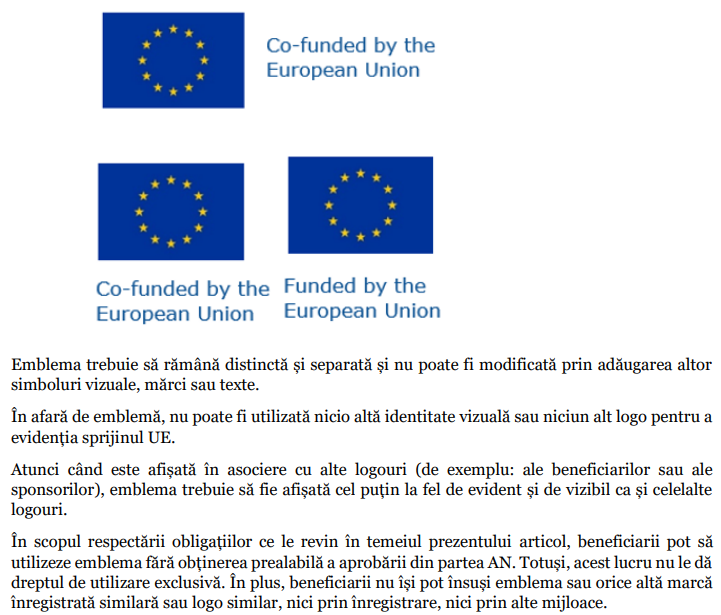 Co-funded by the
European Union
Co-funded by the
European Union
Funded by the
European Union
Emblema trebuie să rămână distinctă și separată și nu poate fi modificată prin adăugarea altor
simboluri vizuale, mărci sau texte.
În afară de emblemă, nu poate fi utilizată nicio altă identitate vizuală sau niciun alt logo pentru a
evidenția sprijinul UE.
Atunci când este afișată în asociere cu alte logouri (de exemplu: ale beneficiarilor sau ale
sponsorilor), emblema trebuie să fie afișată cel puțin la fel de evident și de vizibil ca și celelalte
logouri.
În scopul respectării obligațiilor ce le revin în temeiul prezentului articol, beneficiarii pot să
utilizeze emblema fără obținerea prealabilă a aprobării din partea AN. Totuși, acest lucru nu le dă
dreptul de utilizare exclusivă. În plus, beneficiarii nu își pot însuși emblema sau orice altă marcă
înregistrată similară sau logo similar, nici prin înregistrare, nici prin alte mijloace.